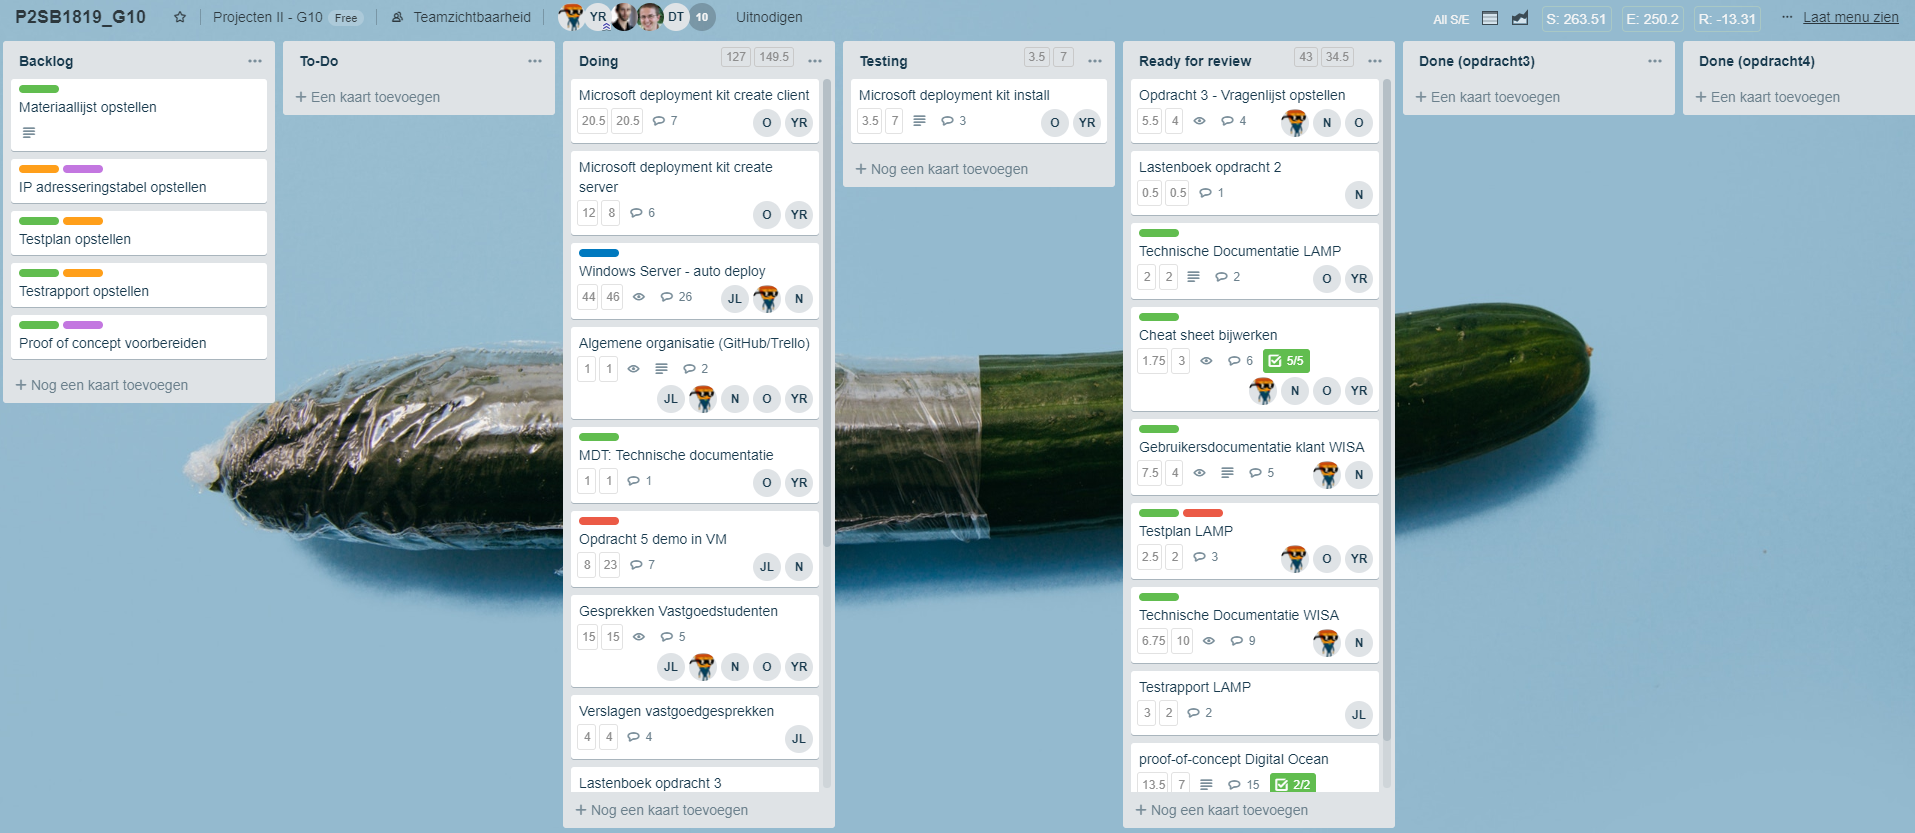 P2SB1819_G10
Projecten II - G10 Free
Teamzichtbaarheid
YR
DT
10
Uitnodigen
All S/E
S: 263.51
E: 250.2
R: -13.31
Laat menu zien
Backlog
Materiaallijst opstellen
IP adresseringstabel opstellen
Testplan opstellen
Testrapport opstellen
Proof of concept voorbereiden
+ Nog een kaart toevoegen
To-Do
+ Een kaart toevoegen
Doing
127 149.5
Microsoft deployment kit create client
20.5 20.5 7 O YR
Microsoft deployment kit create
server
12 8 6 O YR
Windows Server - auto deploy
44 46 26 JL N
Algemene organisatie (GitHub/Trello)
1 1 2
JL N O YR
MDT: Technische documentatie
1 1 1 O YR
Opdracht 5 demo in VM
8 23 7 JL N
Gesprekken Vastgoedstudenten
15 15 5
JL N O YR
Verslagen vastgoedgesprekken
4 4 4 JL
Lastenboek opdracht 3
+ Nog een kaart toevoegen
Testing
3.5 7
Microsoft deployment kit install
3.5 7 3 O YR
+ Nog een kaart toevoegen
Ready for review
43 34.5
Opdracht 3 - Vragenlijst opstellen
5.5 4 4 N O
Lastenboek opdracht 2
0.5 0.5 1 N
Technische Documentatie LAMP
2 2 2 O YR
Cheat sheet bijwerken
1.75 3 6 5/5
N O YR
Gebruikersdocumentatie klant WISA
7.5 4 5 N
Testplan LAMP
2.5 2 3 O YR
Technische Documentatie WISA
6.75 10 9 N
Testrapport LAMP
3 2 2 JL
proof-of-concept Digital Ocean
13.5 7 15 2/2
+ Nog een kaart toevoegen
Done (opdracht3)
+ Een kaart toevoegen
Done (opdracht4)
+ Een kaart toevoegen